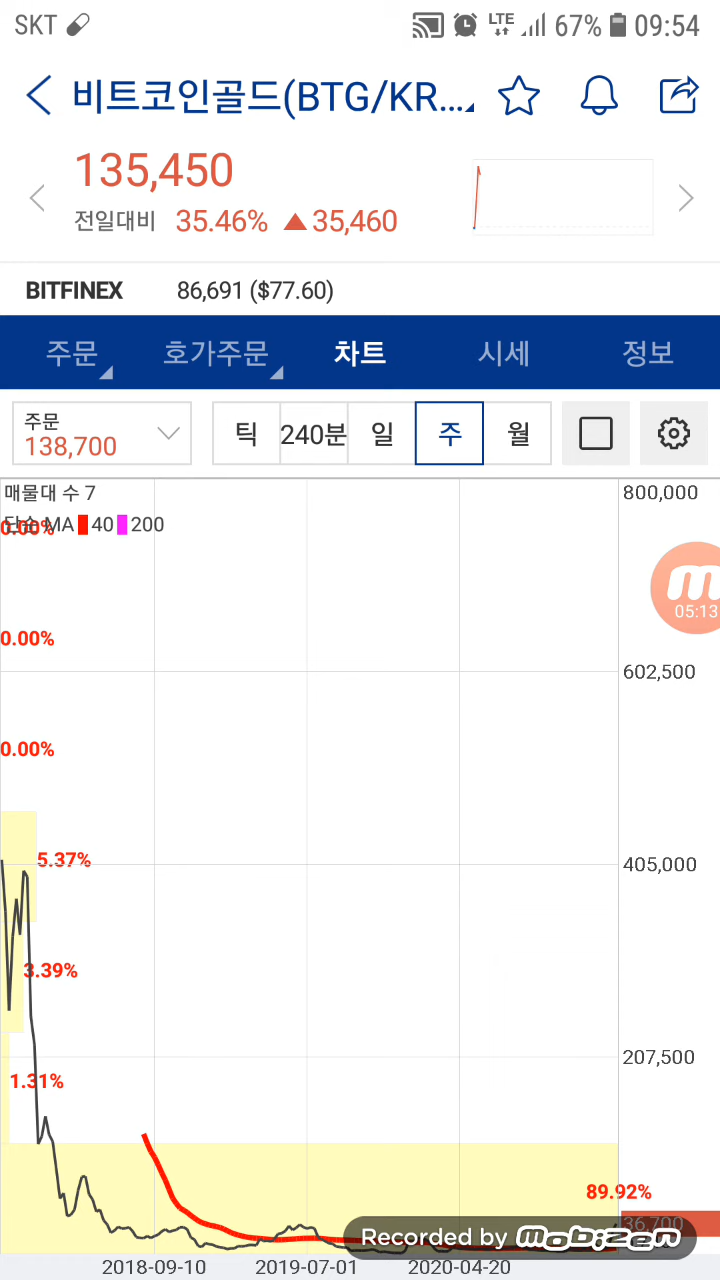 SKT LTE 67% 09:54
비트코인골드(BTG/KR...
135,450
전일대비 35.46% ▲35,460
BITFINEX 86,691 ($77.60)
주문 호가주문 차트 시세 정보
주문
138,700
틱 240분 일 주 월
매물대 수 7
800,000
단순 MA 40 200
0.00%
05:13
0.00%
602,500
0.00%
5.37%
405,000
3.39%
207,500
1.31%
89.92%
36,700
Recorded by mobizen
2018-09-10 2019-07-01 2020-04-20